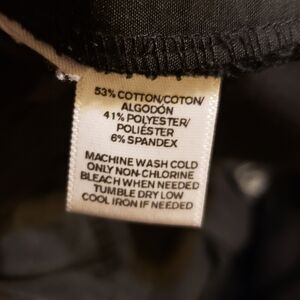 53% COTTON/COTON/
ALGODÓN
41% POLYESTER/
POLIÉSTER
6% SPANDEX
MACHINE WASH COLD
ONLY NON-CHLORINE
BLEACH WHEN NEEDED
TUMBLE DRY LOW
COOL IRON IF NEEDED